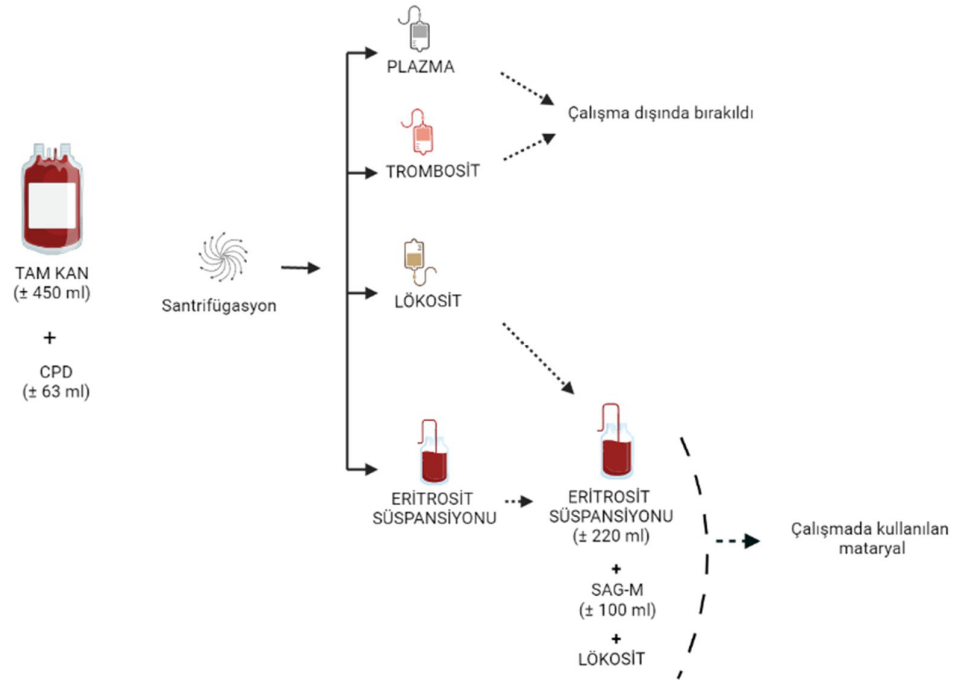 PLAZMA
Çalışma dışında bırakıldı
TROMBOSİT
TAM KAN
(± 450 ml)
+
CPD
(± 63 ml)
Santrifügasyon
LÖKOSİT
ERİTROSİT
SÜSPANSİYONU
ERİTROSİT
SÜSPANSİYONU
(± 220 ml)
+
SAG-M
(± 100 ml)
+
LÖKOSİT
Çalışmada kullanılan
mataryal